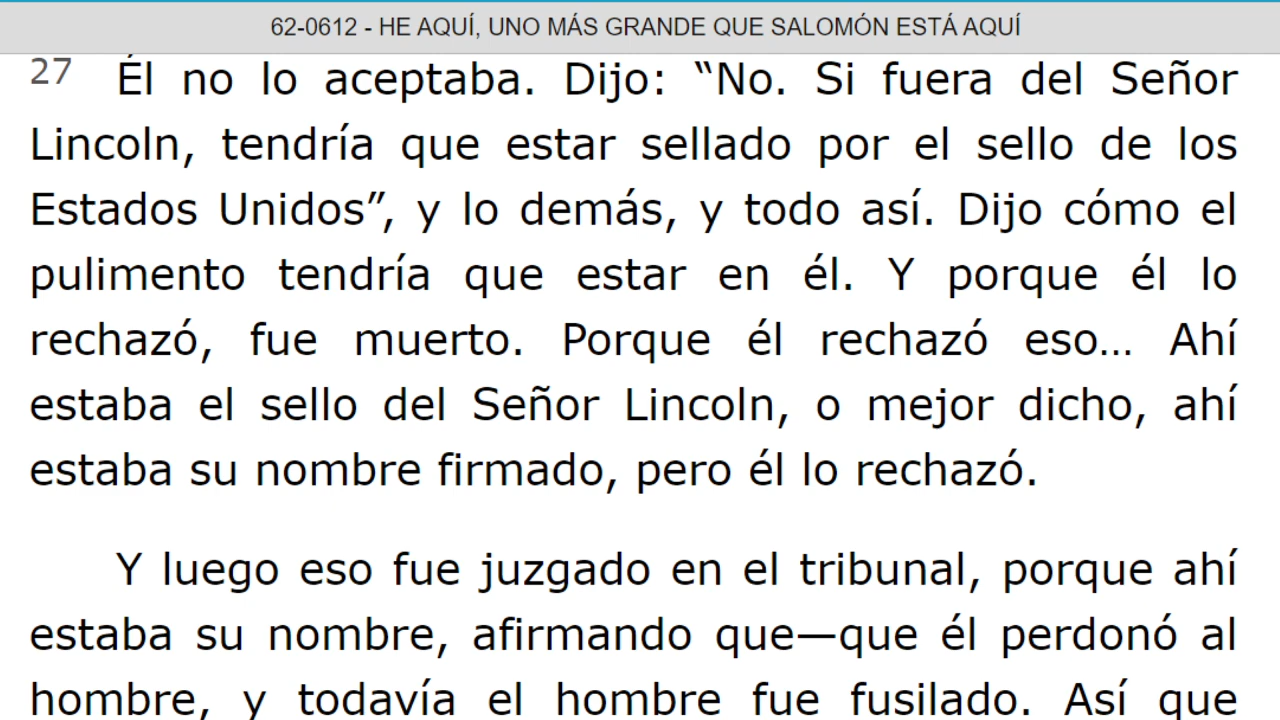 62-0612 - HE AQUÍ, UNO MÁS GRANDE QUE SALOMÓN ESTÁ AQUÍ
27 Él no lo aceptaba. Dijo: “No. Si fuera del Señor
Lincoln, tendría que estar sellado por el sello de los
Estados Unidos”, y lo demás, y todo así. Dijo cómo el
pulimento tendría que estar en él. Y porque él lo
rechazó, fue muerto. Porque él rechazó eso… Ahí
estaba el sello del Señor Lincoln, o mejor dicho, ahí
estaba su nombre firmado, pero él lo rechazó.
Y luego eso fue juzgado en el tribunal, porque ahí
estaba su nombre, afirmando que—que él perdonó al
hombre, y todavía el hombre fue fusilado. Así que